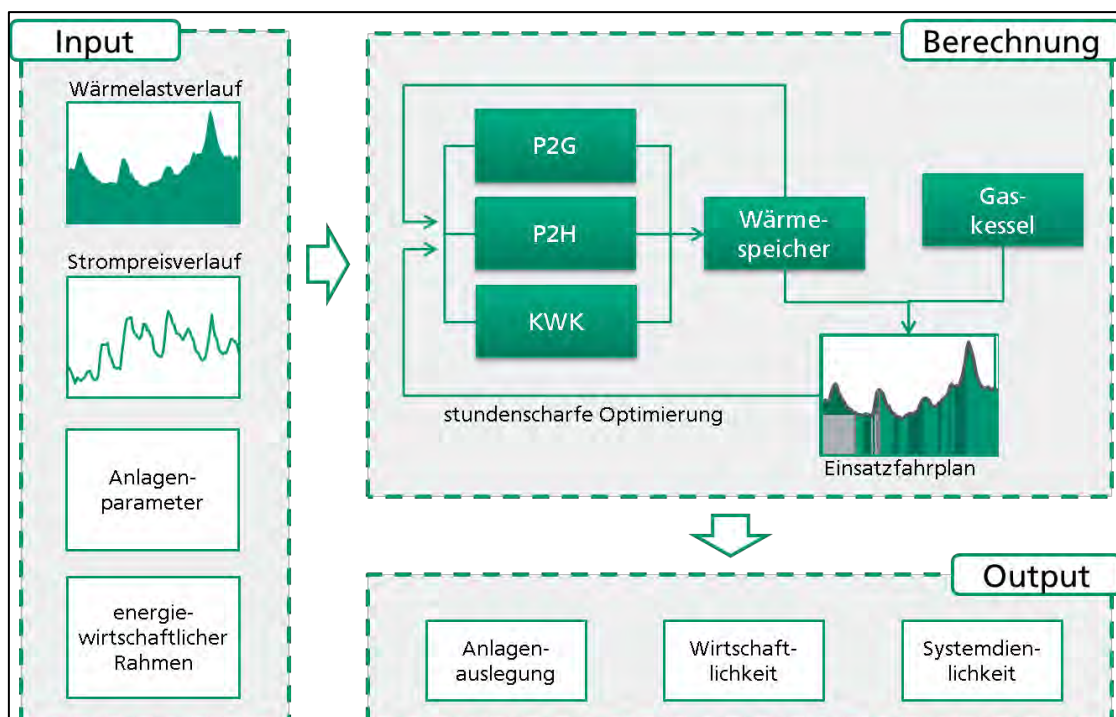 Input
Wärmelastverlauf
Strompreisverlauf
Anlagen-
parameter
energie-
wirtschaftlicher
Rahmen
Berechnung
P2G
P2H
KWK
Wärme-
speicher
Gas-
kessel
stundenscharfe Optimierung
Einsatzfahrplan
Output
Anlagen-
auslegung
Wirtschaft-
lichkeit
Systemdien-
lichkeit